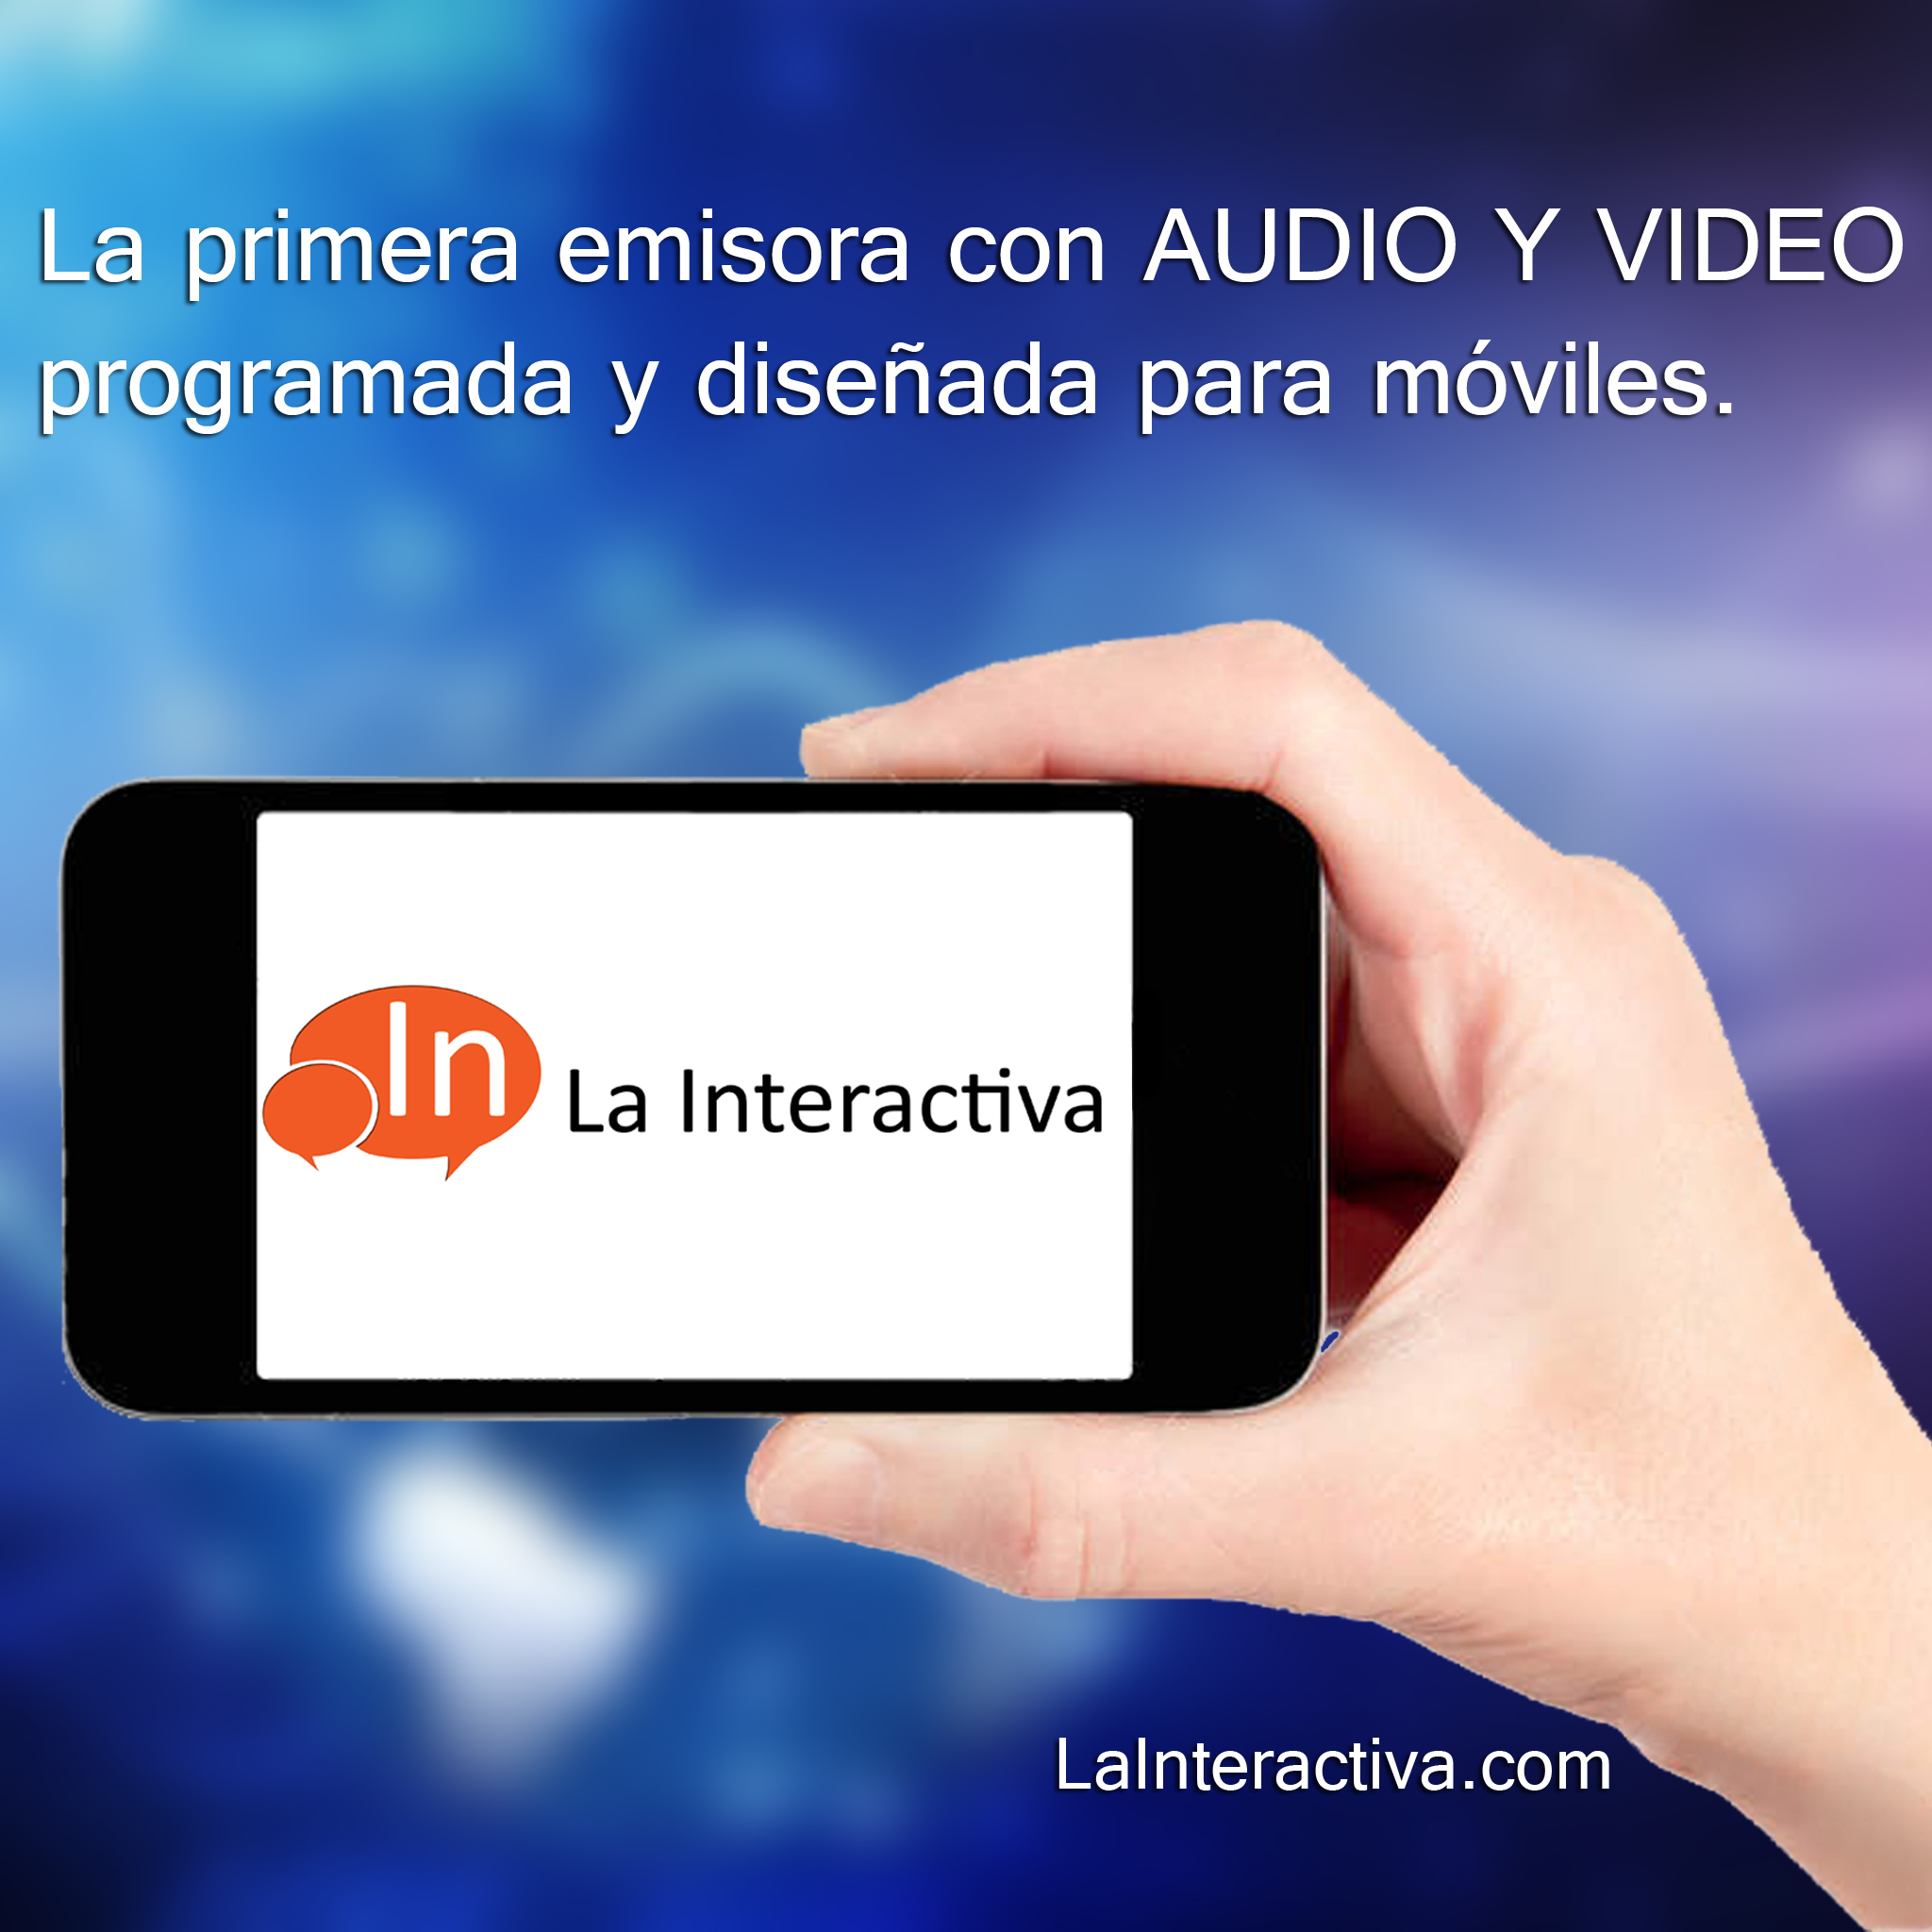 La primera emisora con AUDIO Y VIDEO
programada y diseñada para móviles.
In
La Interactiva
LaInteractiva.com